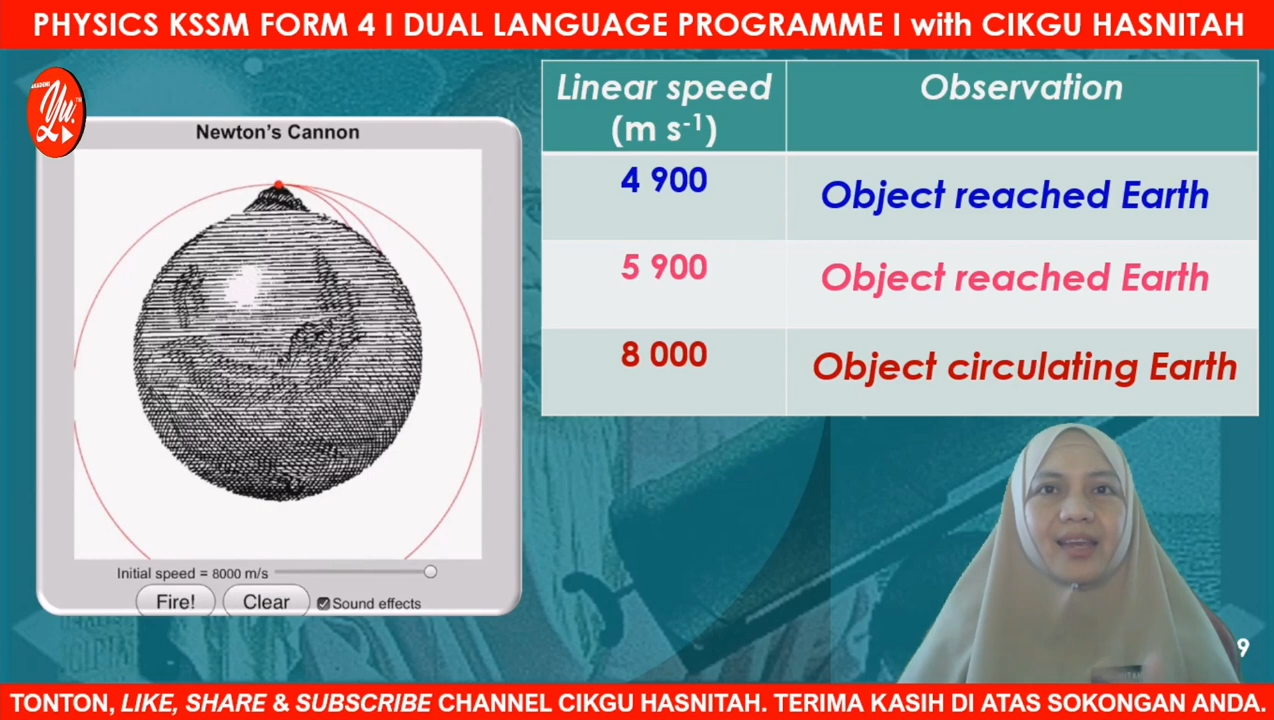 PHYSICS KSSM FORM 4 I DUAL LANGUAGE PROGRAMME I with CIKGU HASNITAH
AKADEMI
Yu.
Newton's Cannon
Initial speed = 8000 m/s
Fire!
Clear
Sound effects
Linear speed
(m s⁻¹)
Observation
4 900
Object reached Earth
5 900
Object reached Earth
8 000
Object circulating Earth
9
TONTON, LIKE, SHARE & SUBSCRIBE CHANNEL CIKGU HASNITAH. TERIMA KASIH DI ATAS SOKONGAN ANDA.